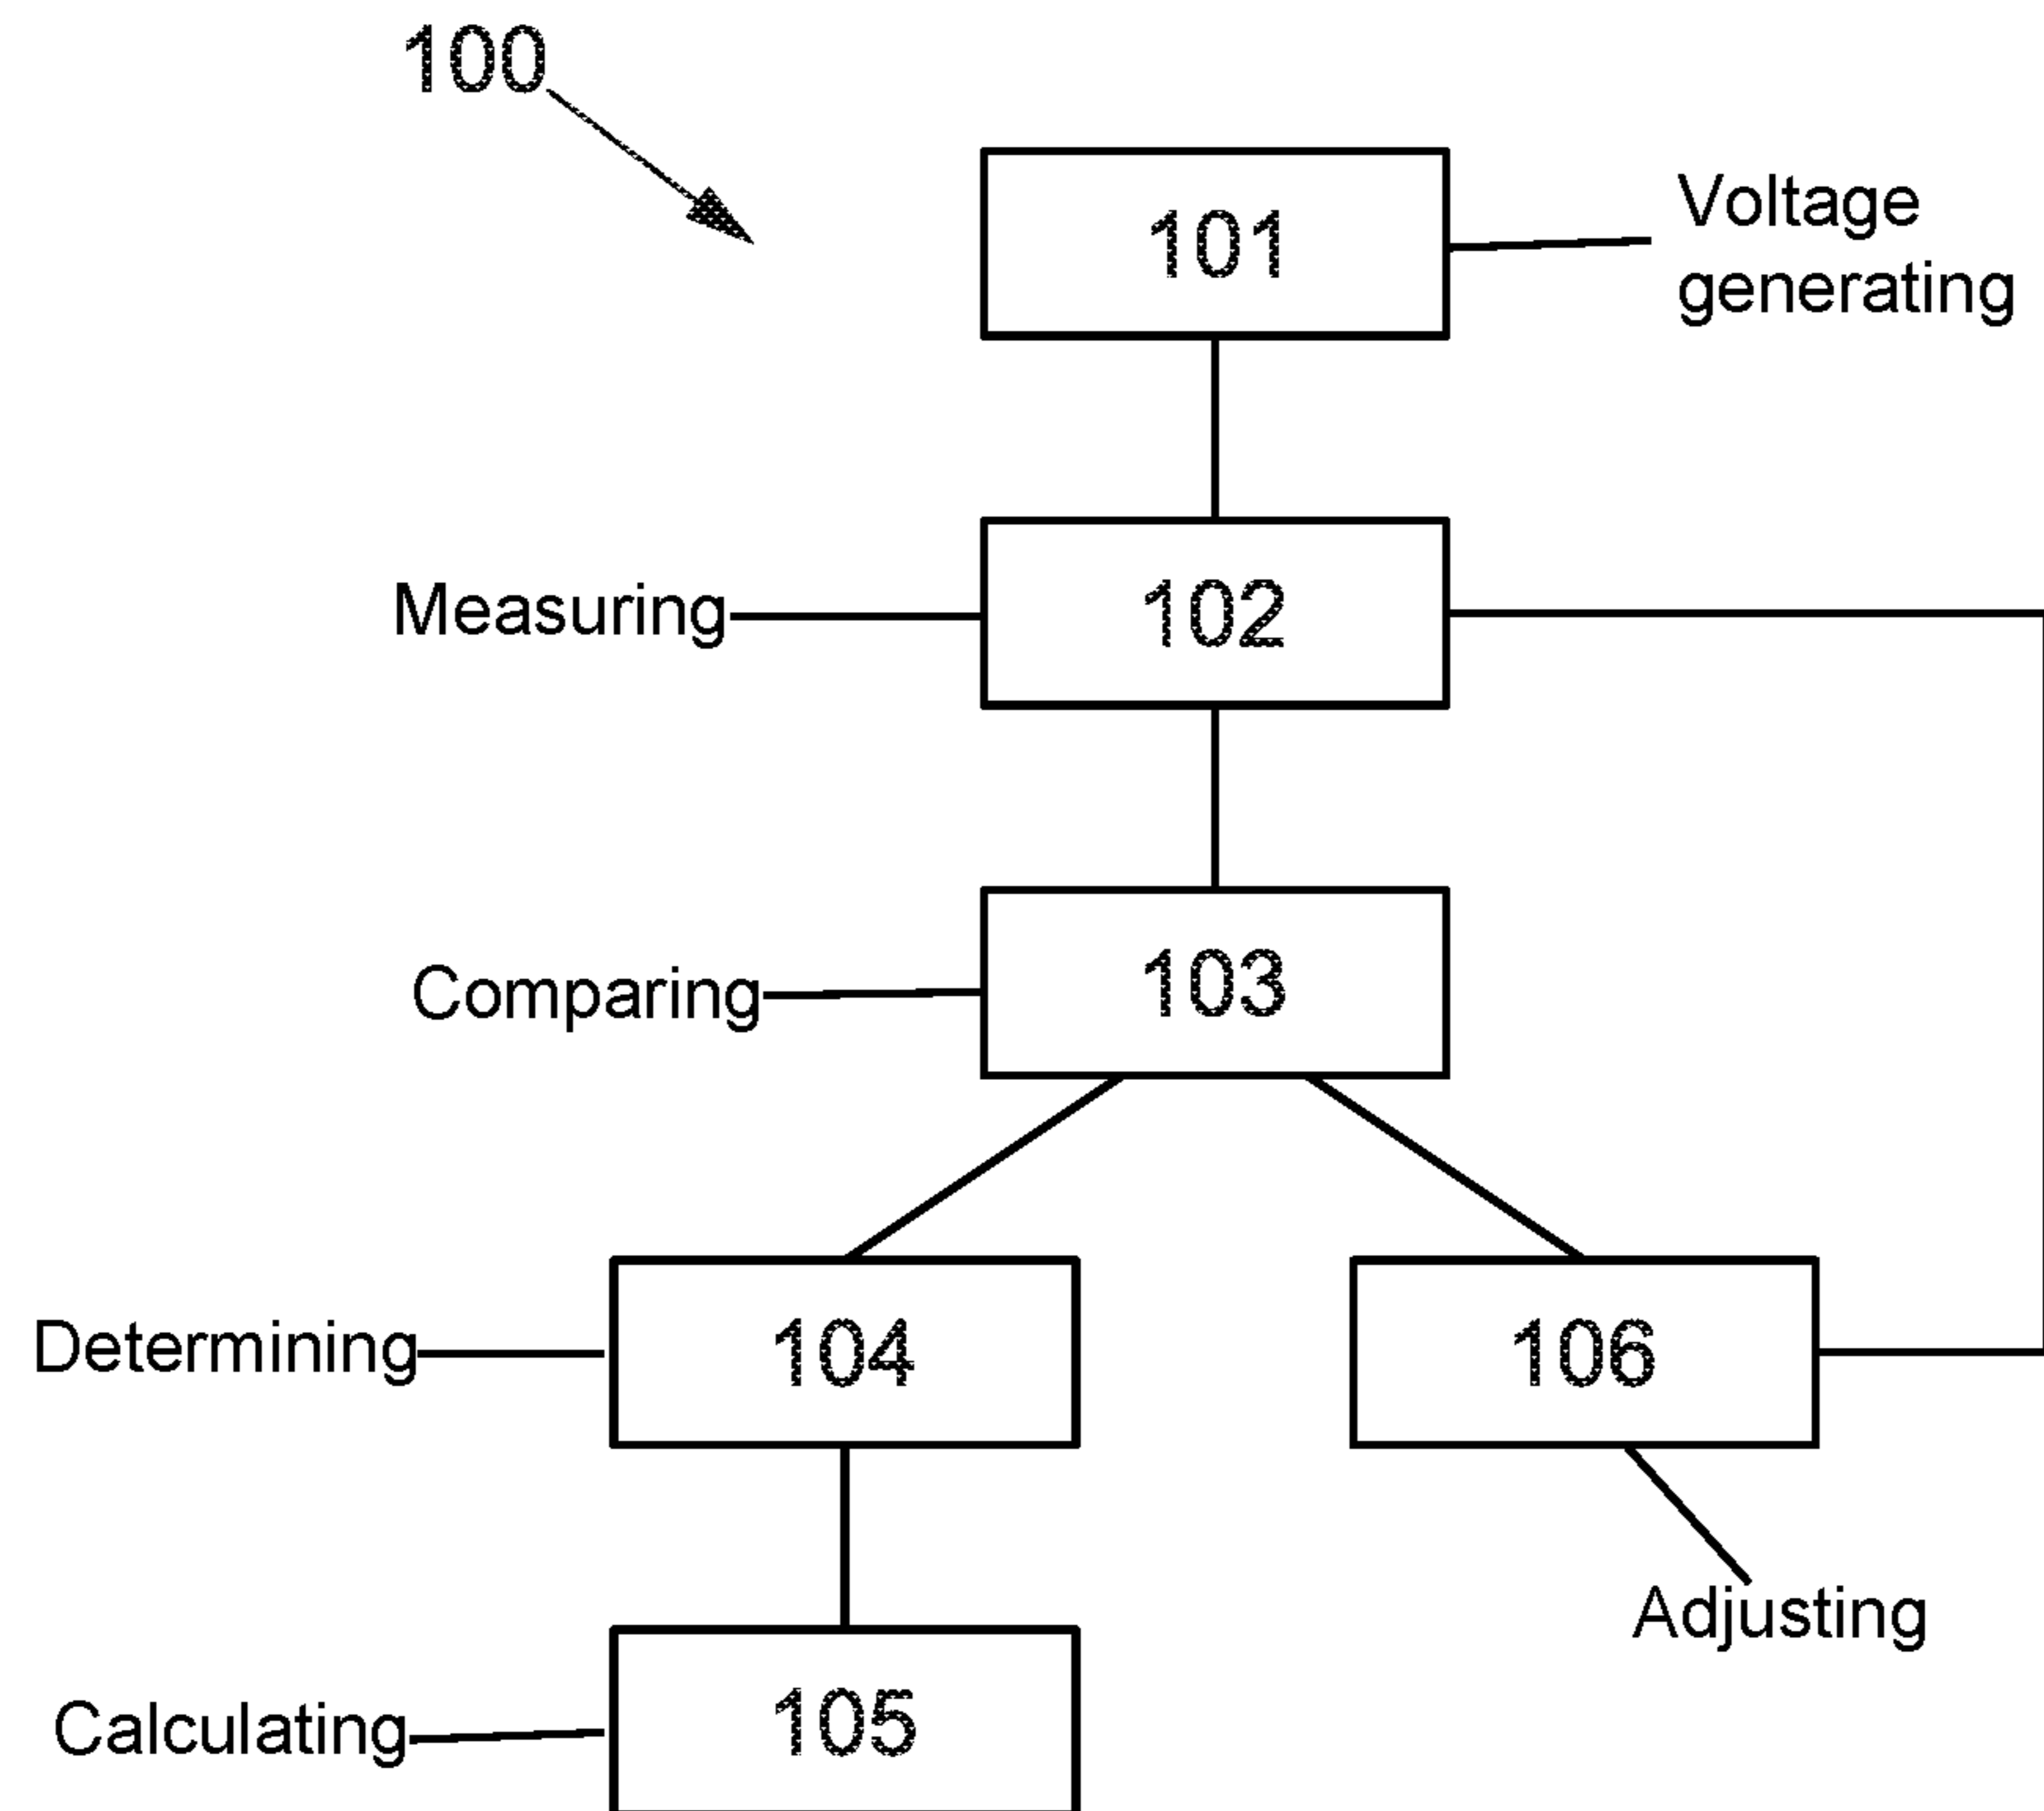 100
101
Voltage
generating
Measuring
102
Comparing
103
Determining
104
106
Adjusting
Calculating
105